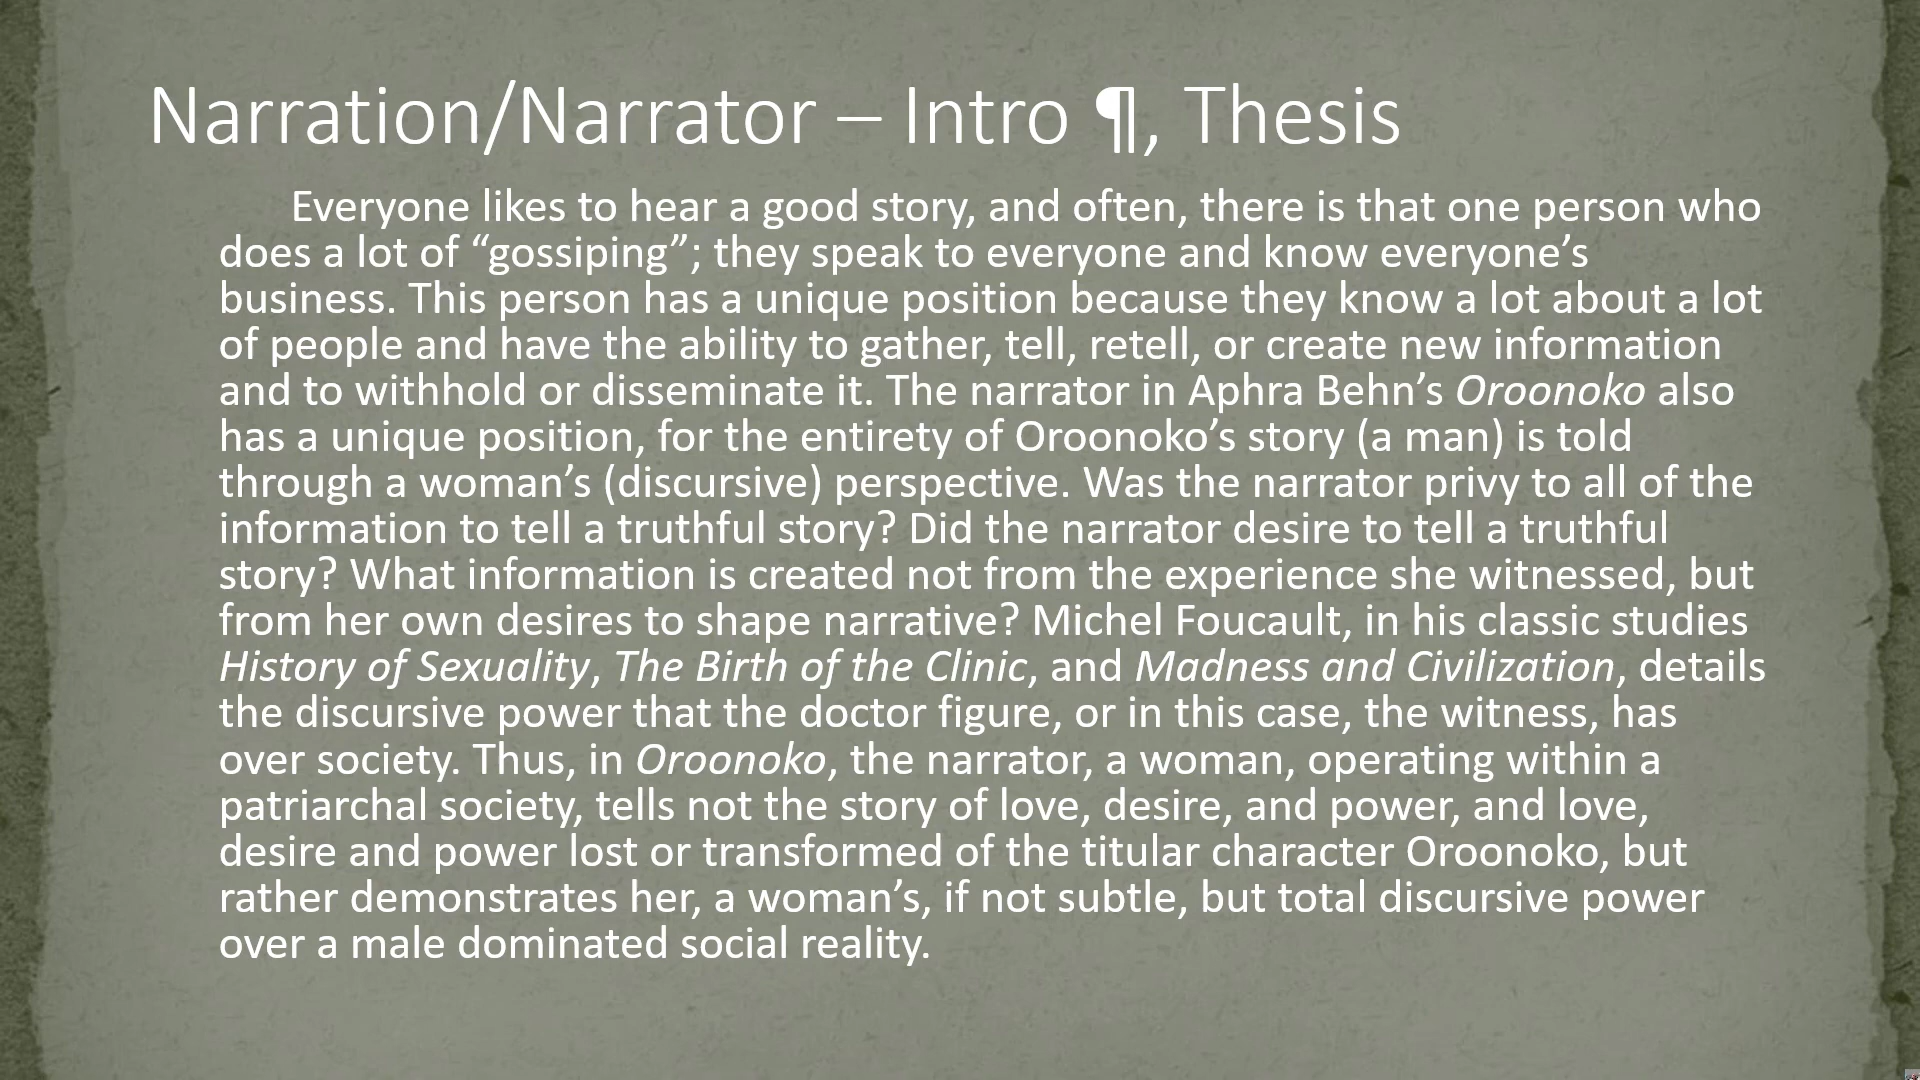 Narration/Narrator – Intro ¶, Thesis
Everyone likes to hear a good story, and often, there is that one person who
does a lot of “gossiping”; they speak to everyone and know everyone’s
business. This person has a unique position because they know a lot about a lot
of people and have the ability to gather, tell, retell, or create new information
and to withhold or disseminate it. The narrator in Aphra Behn’s Oroonoko also
has a unique position, for the entirety of Oroonoko’s story (a man) is told
through a woman’s (discursive) perspective. Was the narrator privy to all of the
information to tell a truthful story? Did the narrator desire to tell a truthful
story? What information is created not from the experience she witnessed, but
from her own desires to shape narrative? Michel Foucault, in his classic studies
History of Sexuality, The Birth of the Clinic, and Madness and Civilization, details
the discursive power that the doctor figure, or in this case, the witness, has
over society. Thus, in Oroonoko, the narrator, a woman, operating within a
patriarchal society, tells not the story of love, desire, and power, and love,
desire and power lost or transformed of the titular character Oroonoko, but
rather demonstrates her, a woman’s, if not subtle, but total discursive power
over a male dominated social reality.